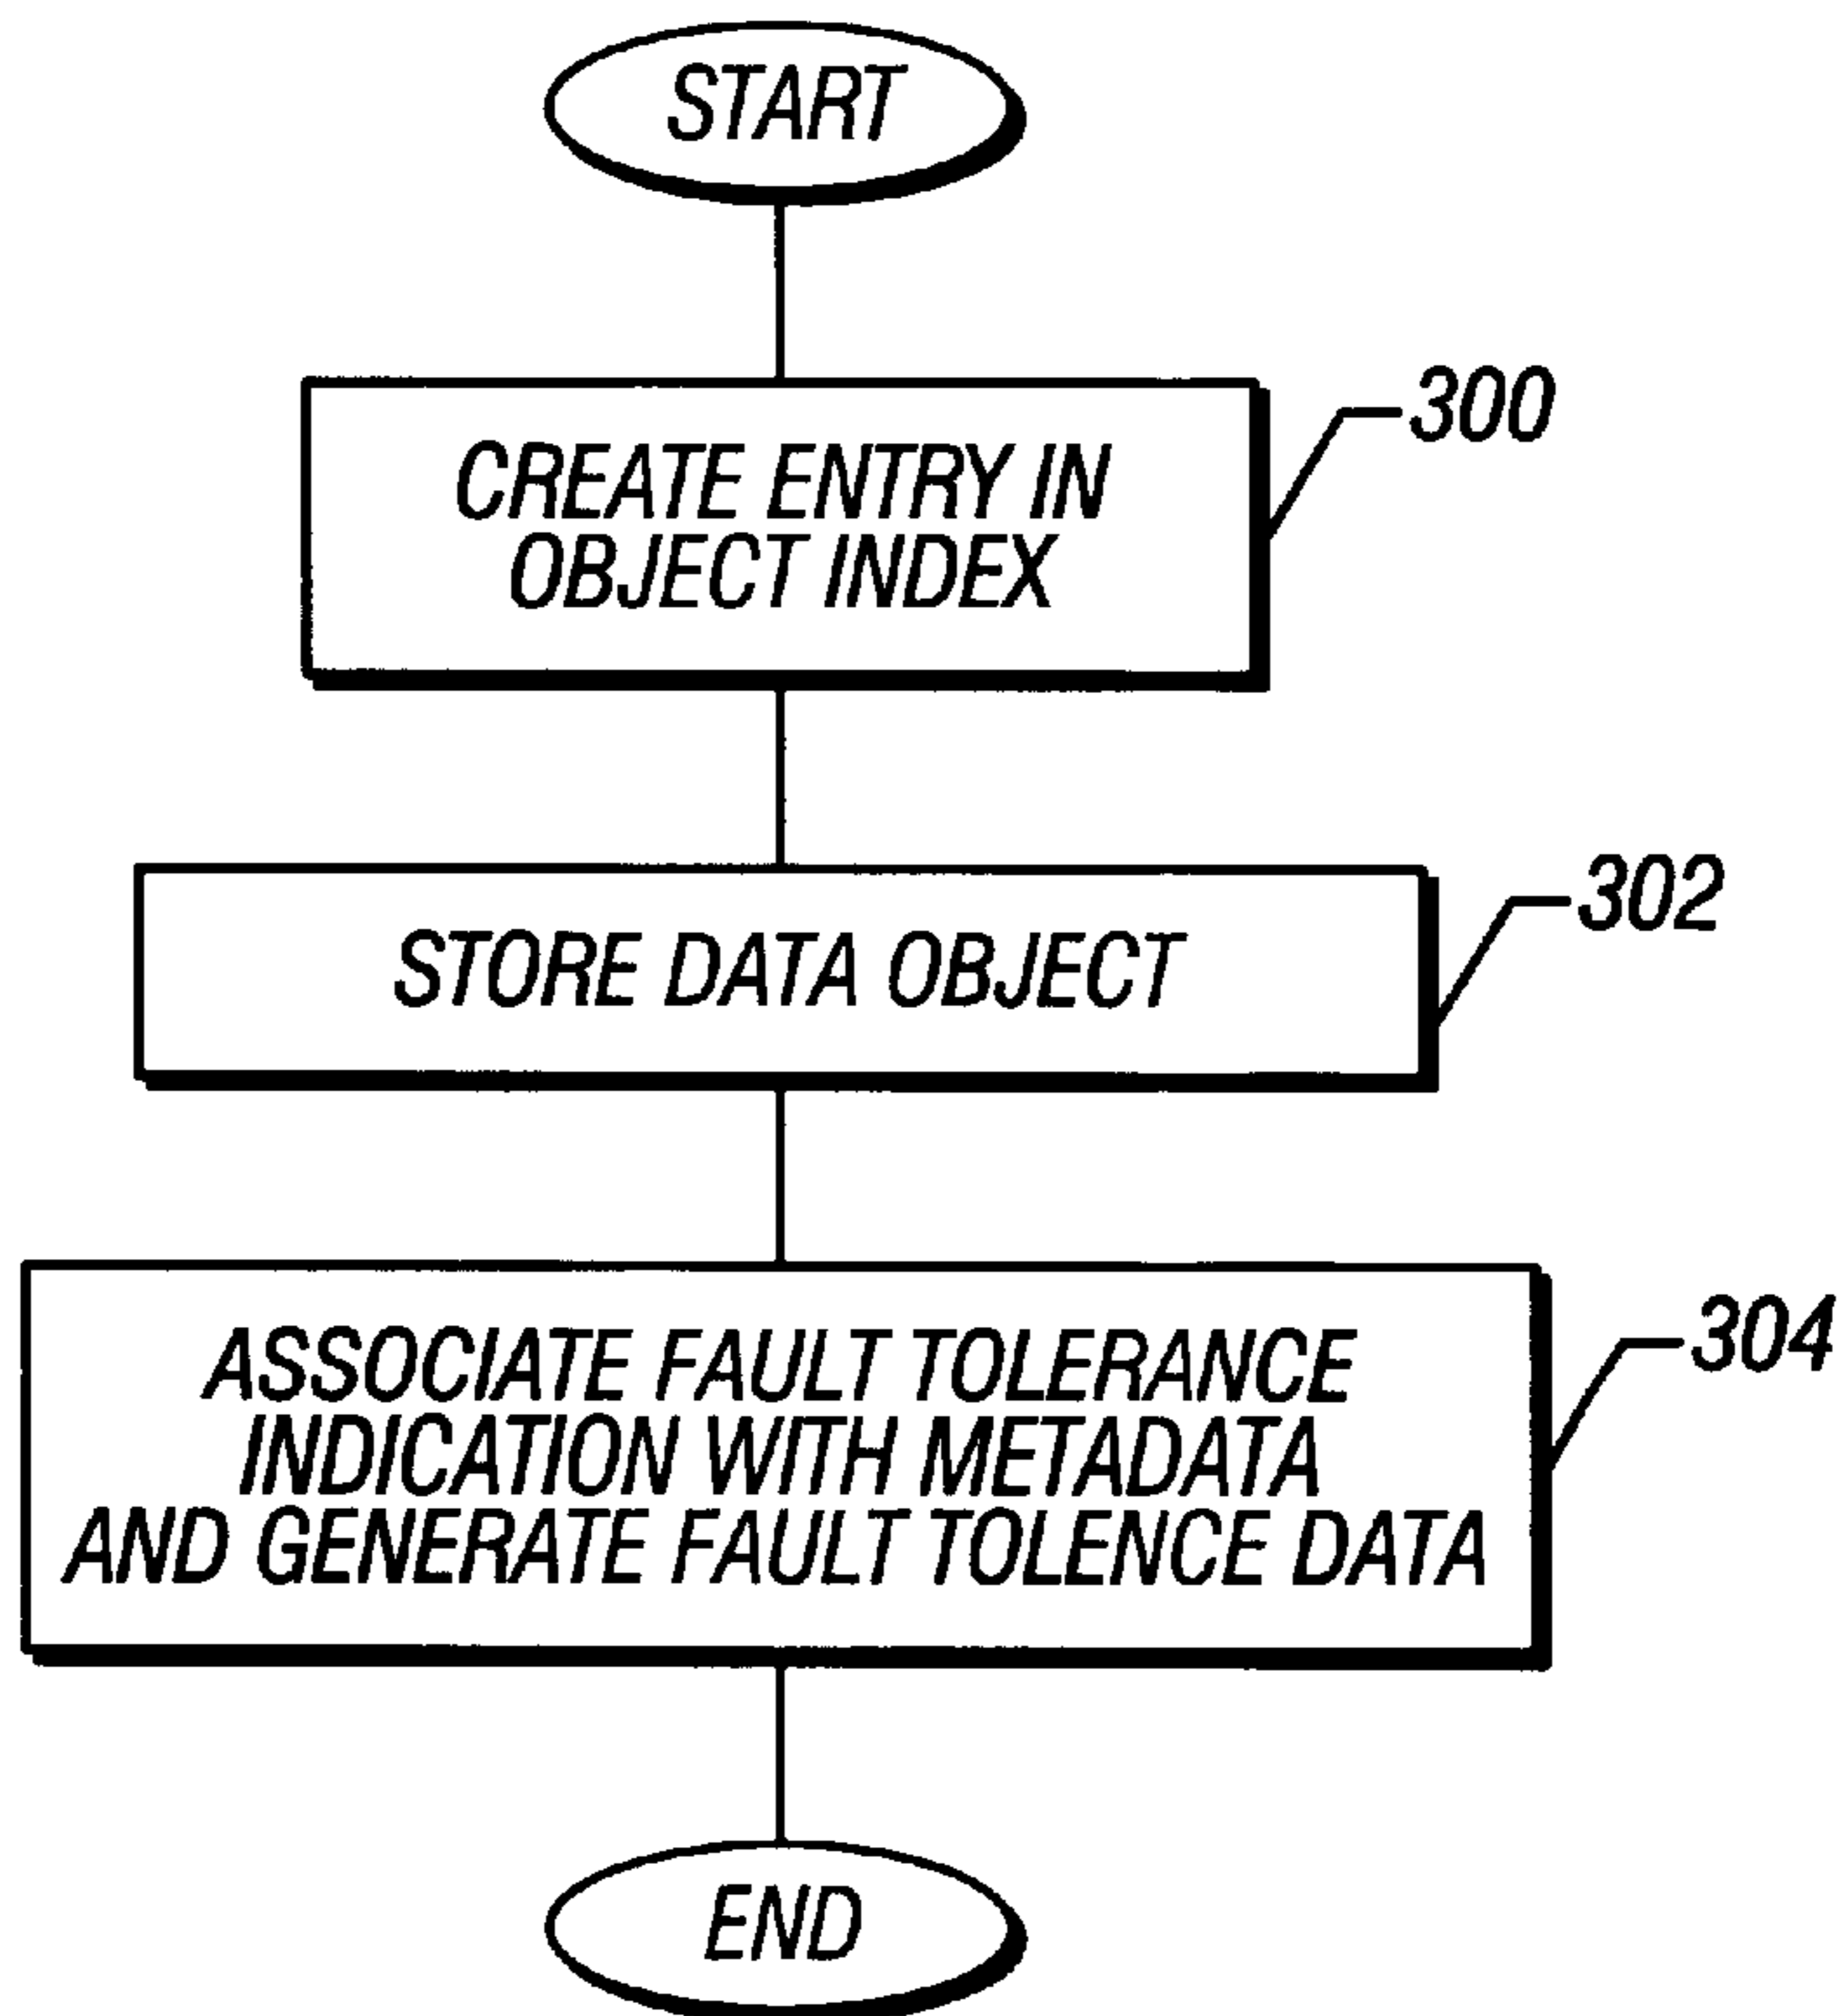 START
CREATE ENTRY IN
OBJECT INDEX
300
STORE DATA OBJECT
302
ASSOCIATE FAULT TOLERANCE
INDICATION WITH METADATA
AND GENERATE FAULT TOLENCE DATA
304
END